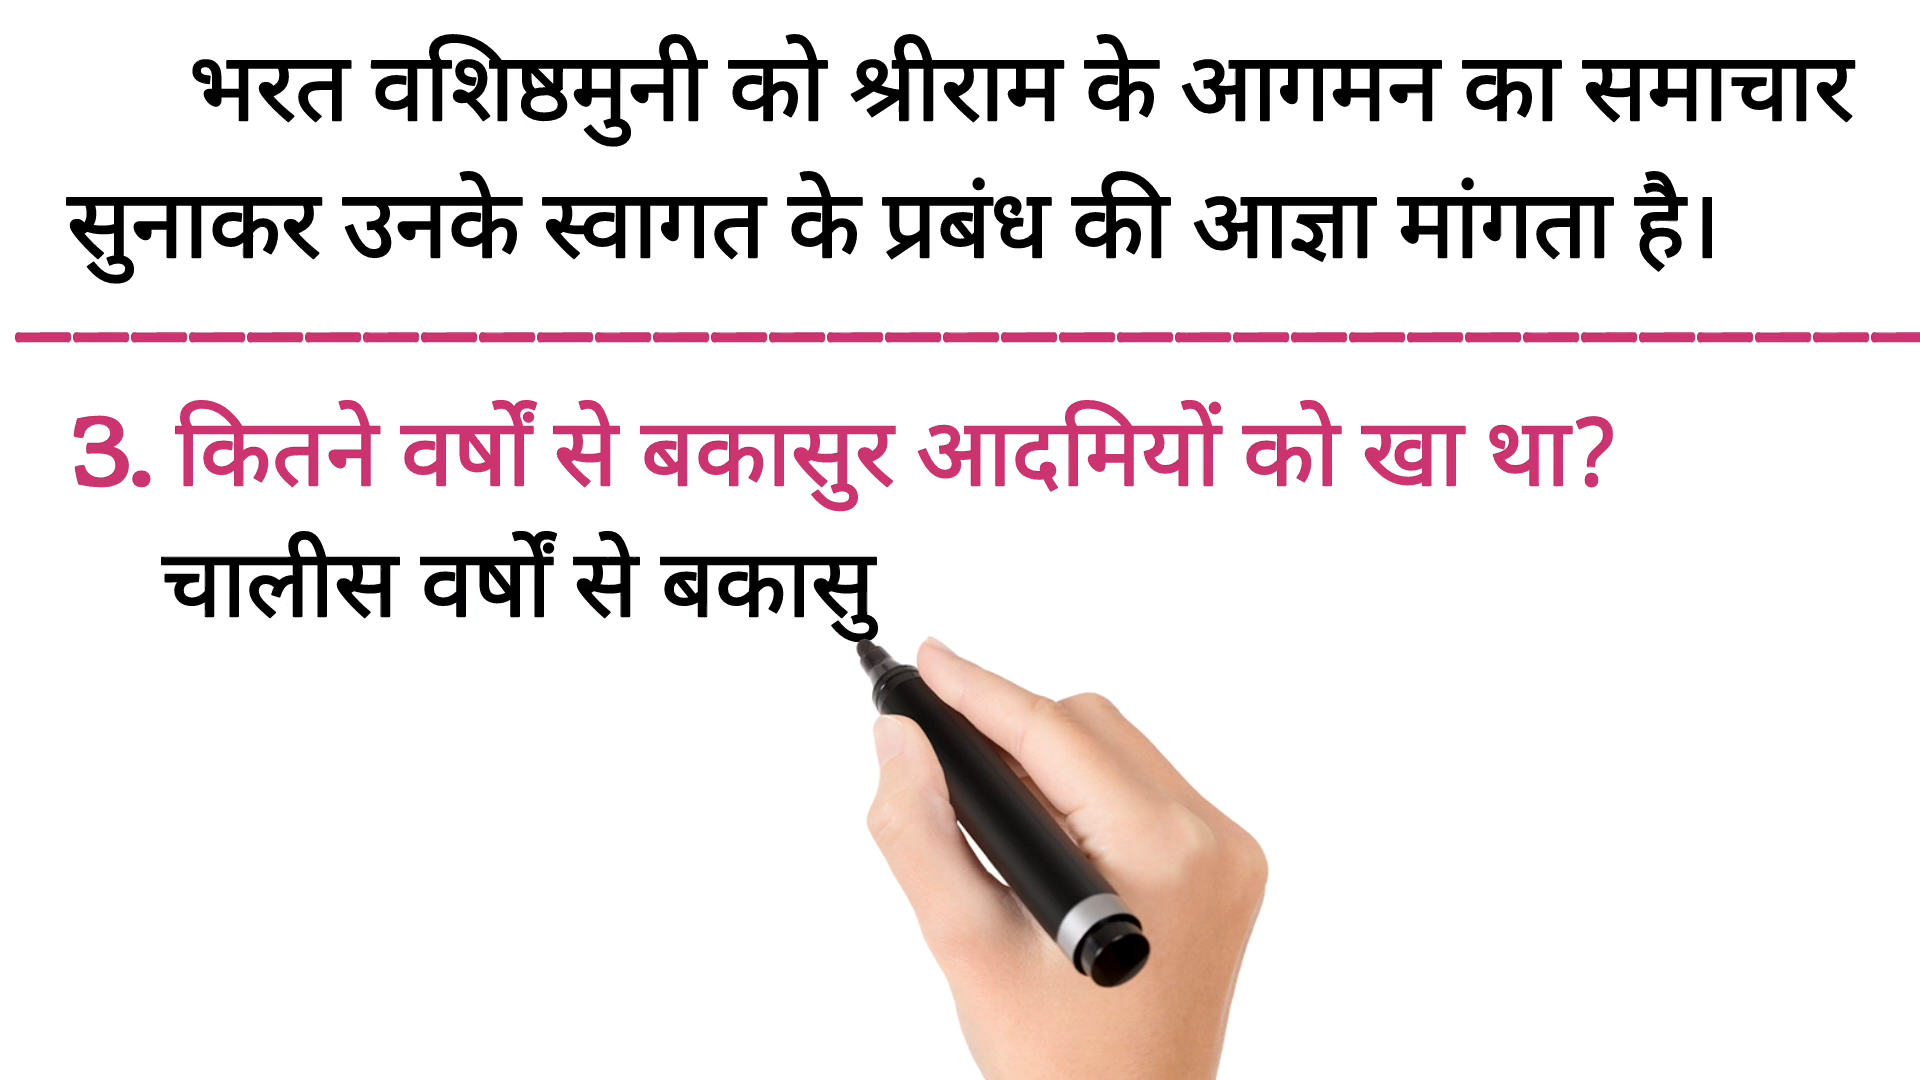 भरत वशिष्ठमुनी को श्रीराम के आगमन का समाचार
सुनाकर उनके स्वागत के प्रबंध की आज्ञा मांगता है।
3. कितने वर्षों से बकासुर आदमियों को खा था?
चालीस वर्षों से बकासु